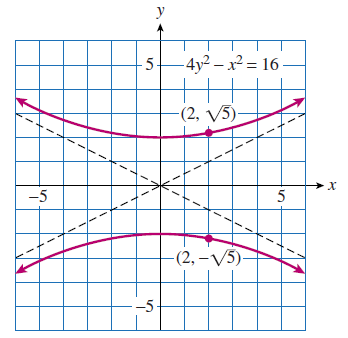 y
5
4y² – x² = 16
(2, √5)
–5
5
x
(2, –√5)
–5